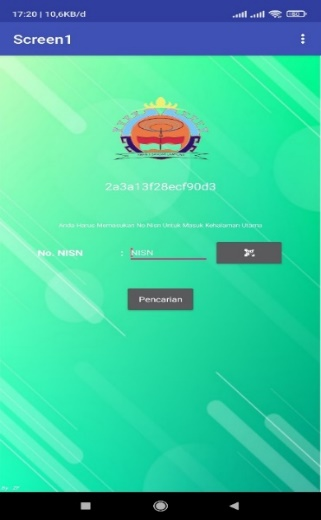 17:20 | 10,6KB/d
Screen1
2a3a13f28ecf90d3
Anda Harus Memasukan No Nisn Untuk Masuk Kehalaman Utama
No. NISN : NISN
Pencarian